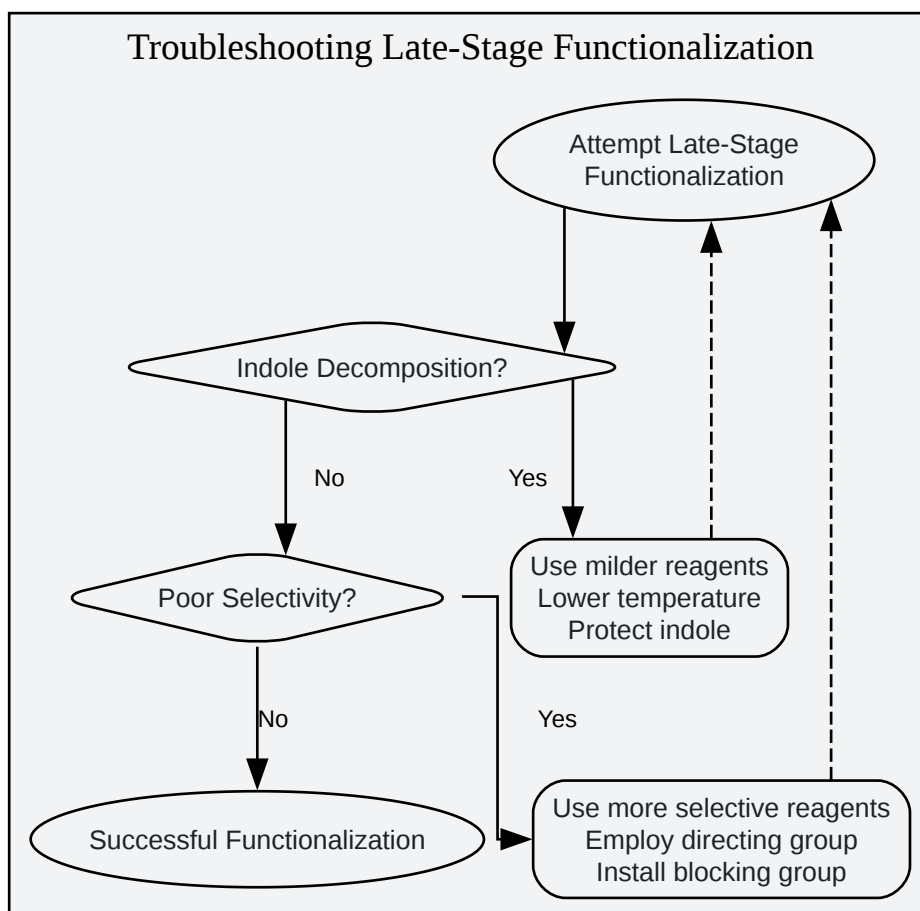 Troubleshooting Late-Stage Functionalization
Attempt Late-Stage
Functionalization
Indole Decomposition?
No
Yes
Use milder reagents
Lower temperature
Protect indole
Poor Selectivity?
No
Yes
Successful Functionalization
Use more selective reagents
Employ directing group
Install blocking group